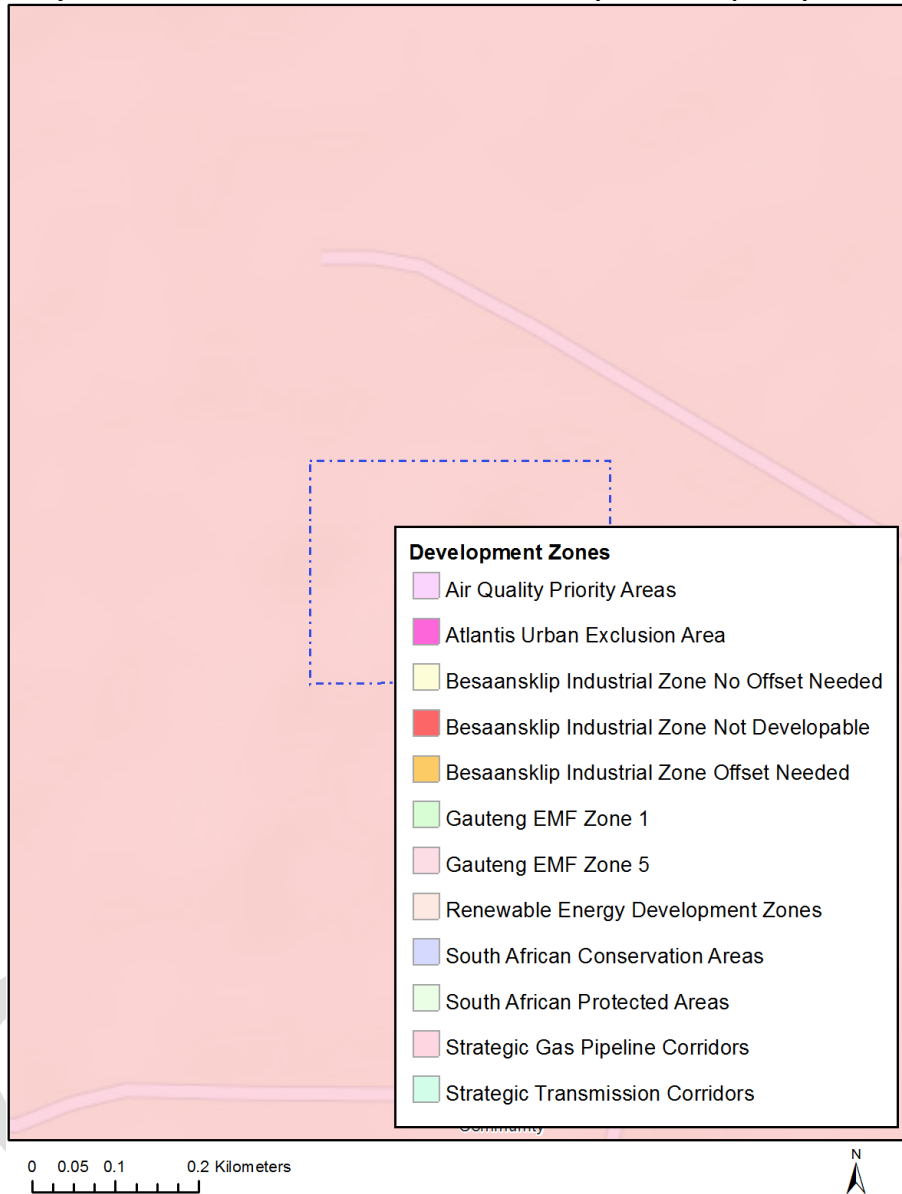 Development Zones
Air Quality Priority Areas
Atlantis Urban Exclusion Area
Besaansklip Industrial Zone No Offset Needed
Besaansklip Industrial Zone Not Developable
Besaansklip Industrial Zone Offset Needed
Gauteng EMF Zone 1
Gauteng EMF Zone 5
Renewable Energy Development Zones
South African Conservation Areas
South African Protected Areas
Strategic Gas Pipeline Corridors
Strategic Transmission Corridors
0 0.05 0.1 0.2 Kilometers
N